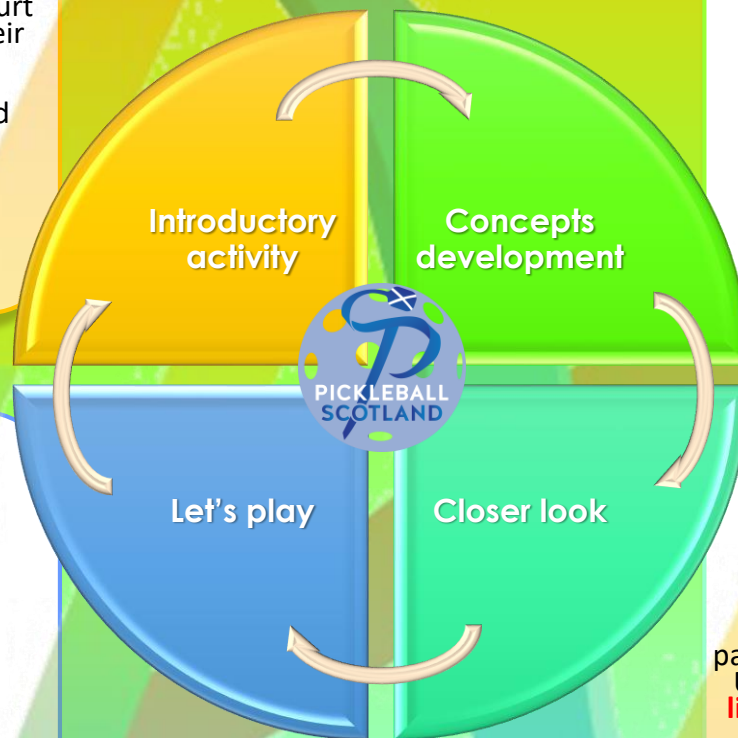 Introductory
activity
Concepts
development
PICKLEBALL
SCOTLAND
Let's play
Closer look